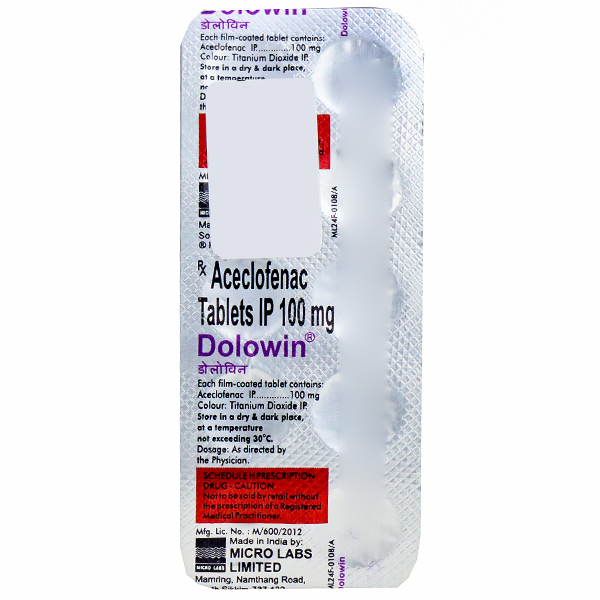 Dolowin
डोलोविन
Each film-coated tablet contains:
Aceclofenac IP.............100 mg
Colour: Titanium Dioxide IP.
Store in a dry & dark place,
at a temperature
ML24F-0108/A
Rx Aceclofenac
Tablets IP 100 mg
Dolowin®
डोलोविन
Each film-coated tablet contains:
Aceclofenac IP.............100 mg
Colour: Titanium Dioxide IP.
Store in a dry & dark place,
at a temperature
not exceeding 30°C.
Dosage: As directed by
the Physician.
SCHEDULE H PRESCRIPTION
DRUG - CAUTION
Not to be sold by retail without
the prescription of a Registered
Medical Practitioner.
Mfg. Lic. No. : M/600/2012
Made in India by:
MICRO LABS
LIMITED
MICRO LABS
Mamring, Namthang Road,
ML24F-0108/A
Dolowin